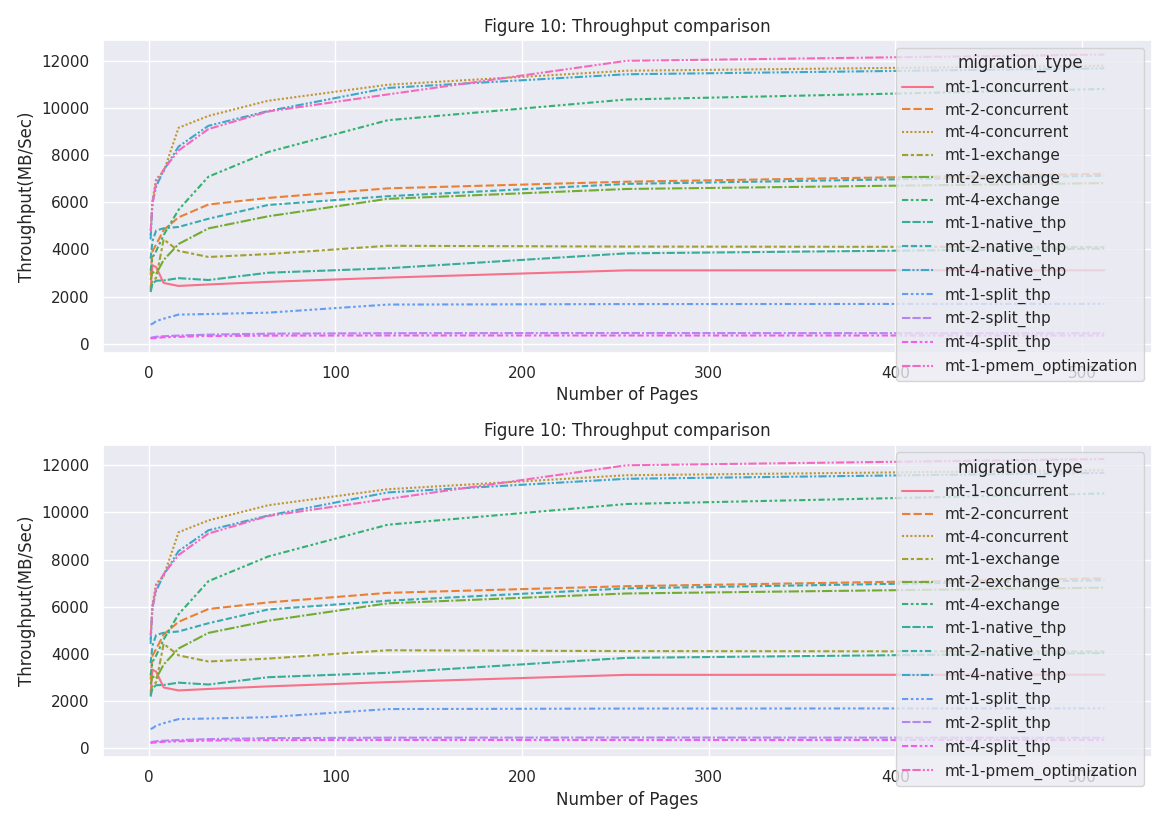 Figure 10: Throughput comparison
12000
10000
8000
6000
4000
2000
0
Throughput(MB/Sec)
0 100 200 300 400 500
Number of Pages
migration_type
mt-1-concurrent
mt-2-concurrent
mt-4-concurrent
mt-1-exchange
mt-2-exchange
mt-4-exchange
mt-1-native_thp
mt-2-native_thp
mt-4-native_thp
mt-1-split_thp
mt-2-split_thp
mt-4-split_thp
mt-1-pmem_optimization
Figure 10: Throughput comparison
12000
10000
8000
6000
4000
2000
0
Throughput(MB/Sec)
0 100 200 300 400 500
Number of Pages
migration_type
mt-1-concurrent
mt-2-concurrent
mt-4-concurrent
mt-1-exchange
mt-2-exchange
mt-4-exchange
mt-1-native_thp
mt-2-native_thp
mt-4-native_thp
mt-1-split_thp
mt-2-split_thp
mt-4-split_thp
mt-1-pmem_optimization